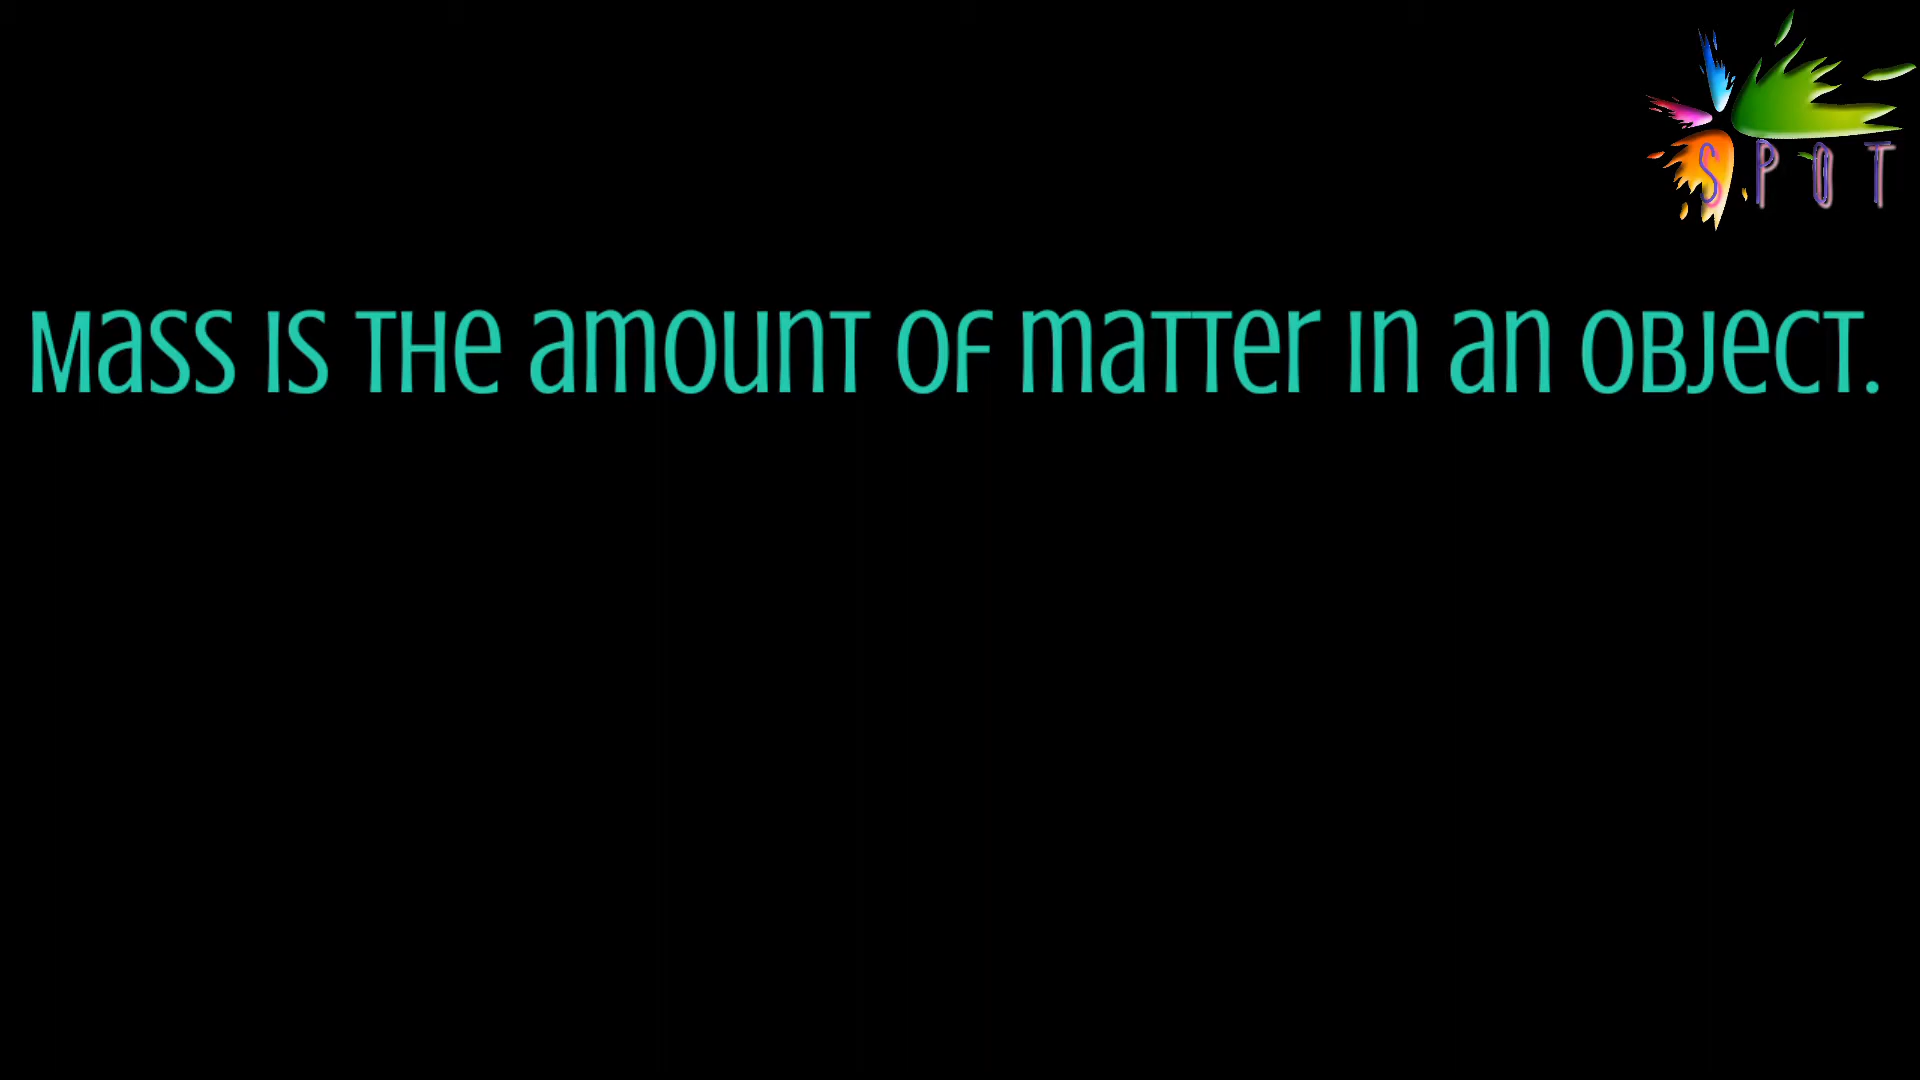 SPOT
Mass is the amount of matter in an object.